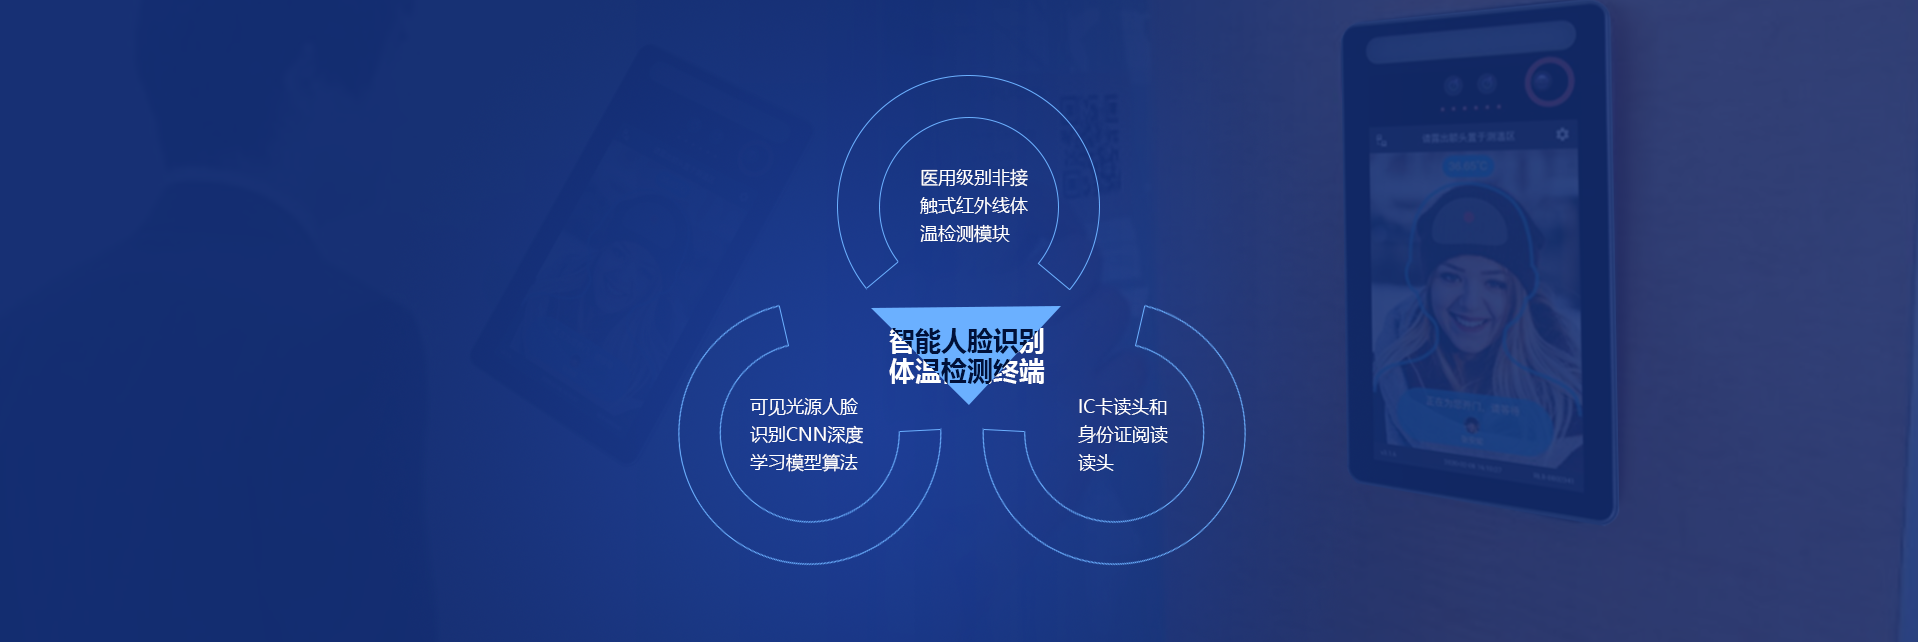 医用级别非接
触式红外线体
温检测模块
智能人脸识别
体温检测终端
可见光源人脸
识别CNN深度
学习模型算法
IC卡读头和
身份证阅读
读头